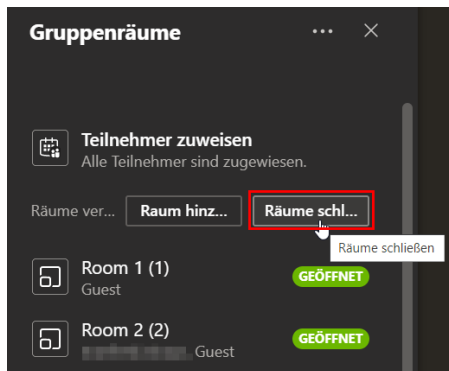 Gruppenräume
Teilnehmer zuweisen
Alle Teilnehmer sind zugewiesen.
Räume ver... Raum hinz... Räume schl...
Räume schließen
Room 1 (1)
GEÖFFNET
Guest
Room 2 (2)
GEÖFFNET
Guest